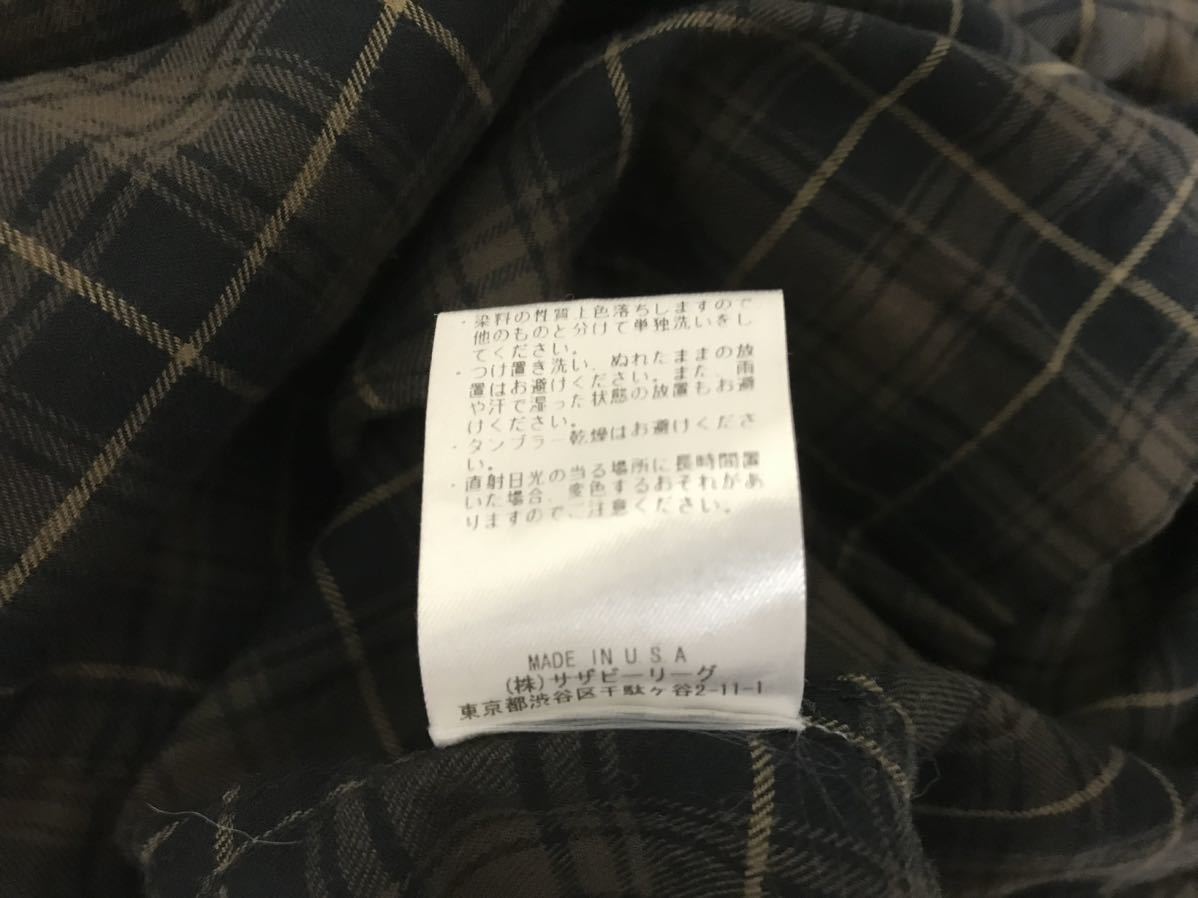 ・染料の性質上色落ちしますので
他のものと分けて単独洗いをし
てください。
・つけ置き洗い、ぬれたままの放
置はお避けください。また、雨
や汗で湿った状態の放置もお避
けください。
・タンブラー乾燥はお避けくださ
い。
・直射日光の当る場所に長時間置
いた場合、変色するおそれがあ
りますのでご注意ください。
MADE IN U.S.A
(株)サザビーリーグ
東京都渋谷区千駄ヶ谷2-11-1